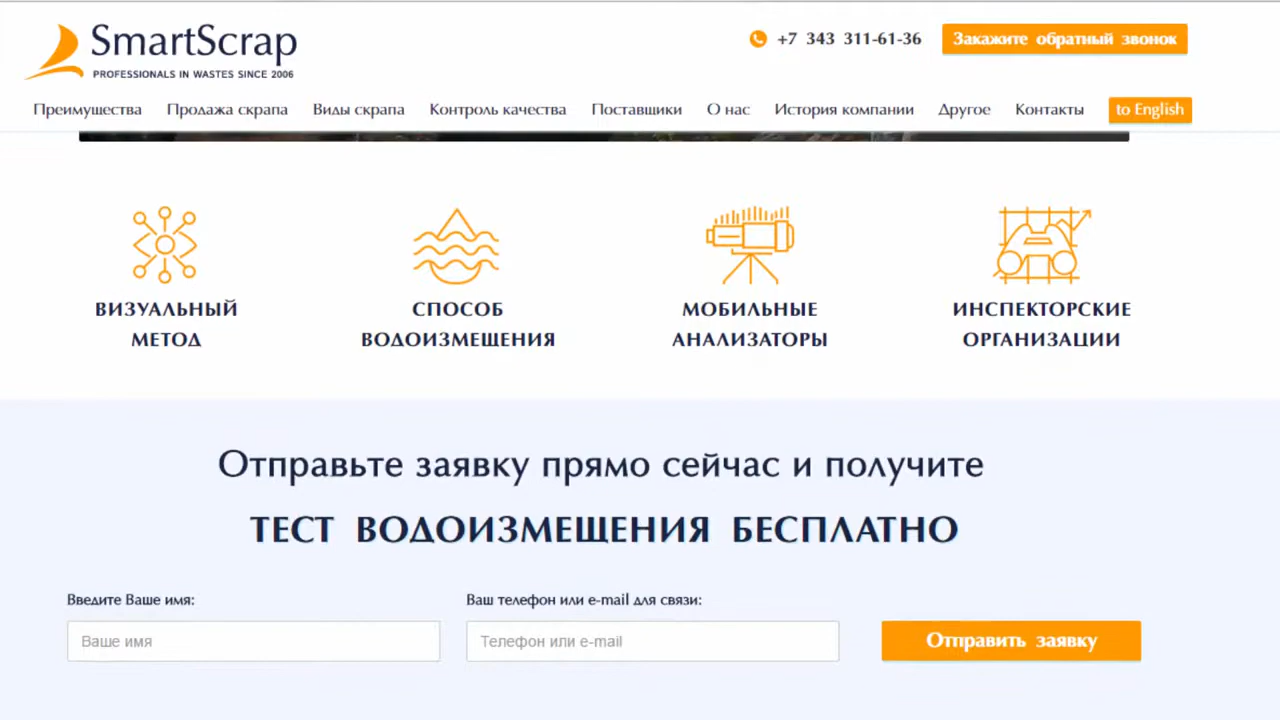 SmartScrap
PROFESSIONALS IN WASTES SINCE 2006
+7 343 311-61-36
Закажите обратный звонок
Преимущества Продажа скрапа Виды скрапа Контроль качества Поставщики О нас История компании Другое Контакты to English
ВИЗУАЛЬНЫЙ
МЕТОД
СПОСОБ
ВОДОИЗМЕЩЕНИЯ
МОБИЛЬНЫЕ
АНАЛИЗАТОРЫ
ИНСПЕКТОРСКИЕ
ОРГАНИЗАЦИИ
Отправьте заявку прямо сейчас и получите
ТЕСТ ВОДОИЗМЕЩЕНИЯ БЕСПЛАТНО
Введите Ваше имя:
Ваше имя
Ваш телефон или e-mail для связи:
Телефон или e-mail
Отправить заявку